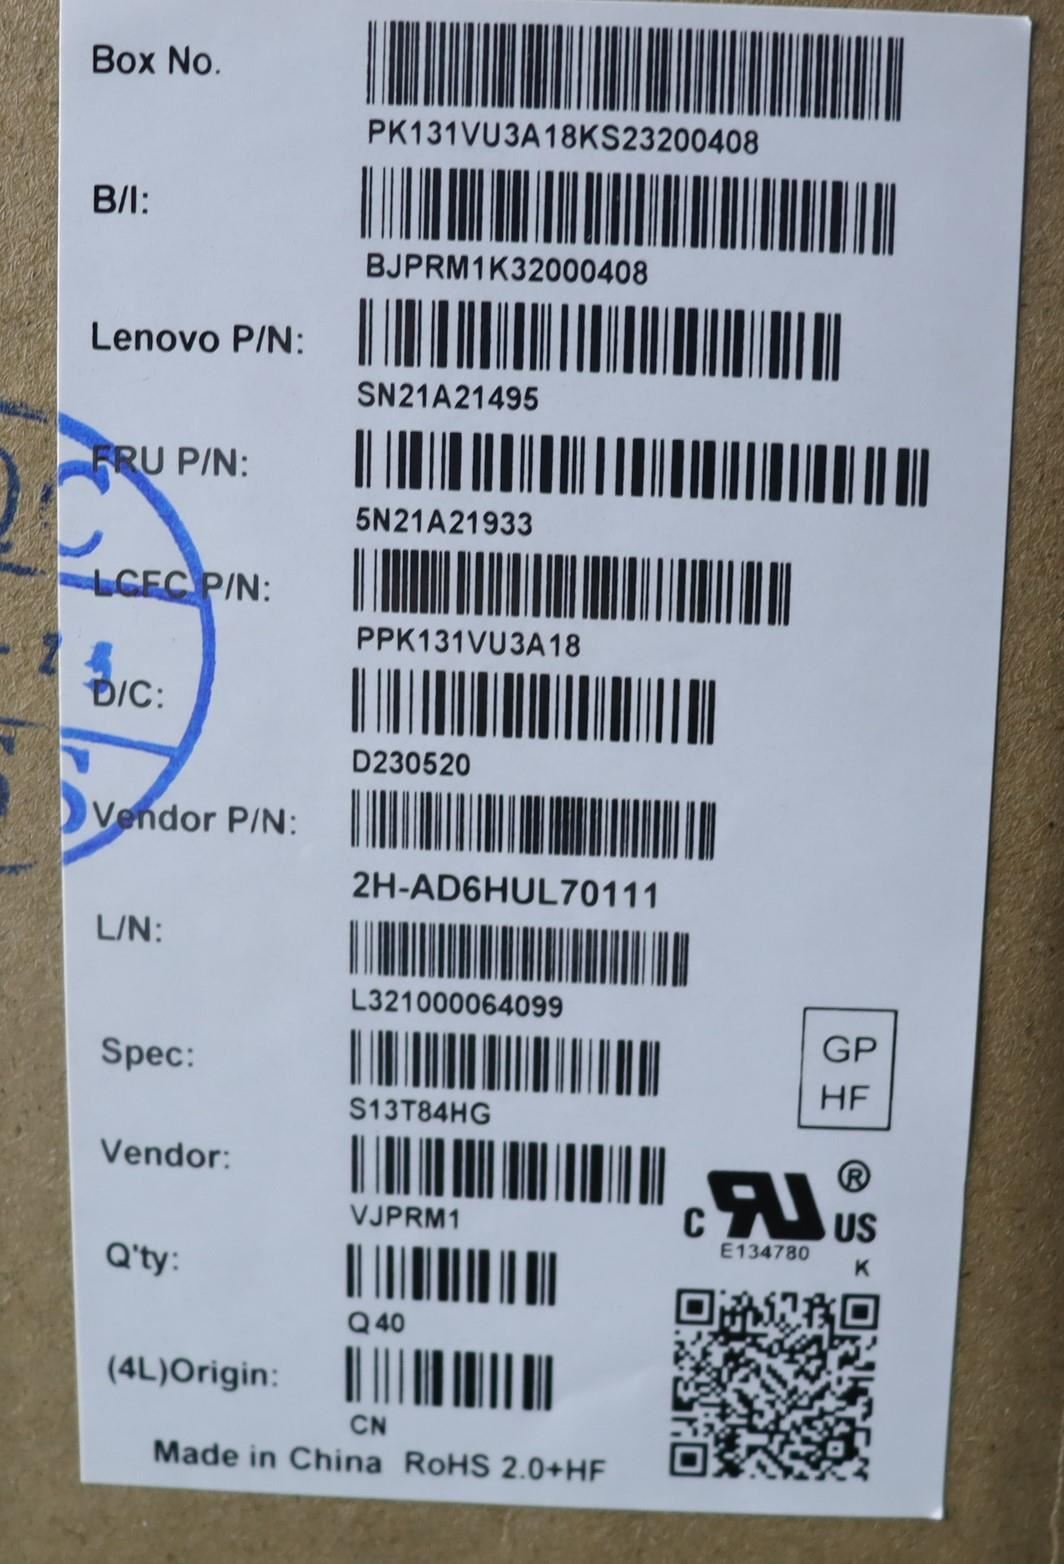 Box No.
PK131VU3A18KS23200408
B/I:
BJPRM1K32000408
Lenovo P/N:
SN21A21495
FRU P/N:
5N21A21933
LCFC P/N:
PPK131VU3A18
D/C:
D230520
Vendor P/N:
2H-AD6HUL70111
L/N:
L321000064099
Spec:
S13T84HG
GP
HF
Vendor:
VJPRM1
C US ®
E134780
K
Q'ty:
Q40
(4L)Origin:
CN
Made in China RoHS 2.0+HF